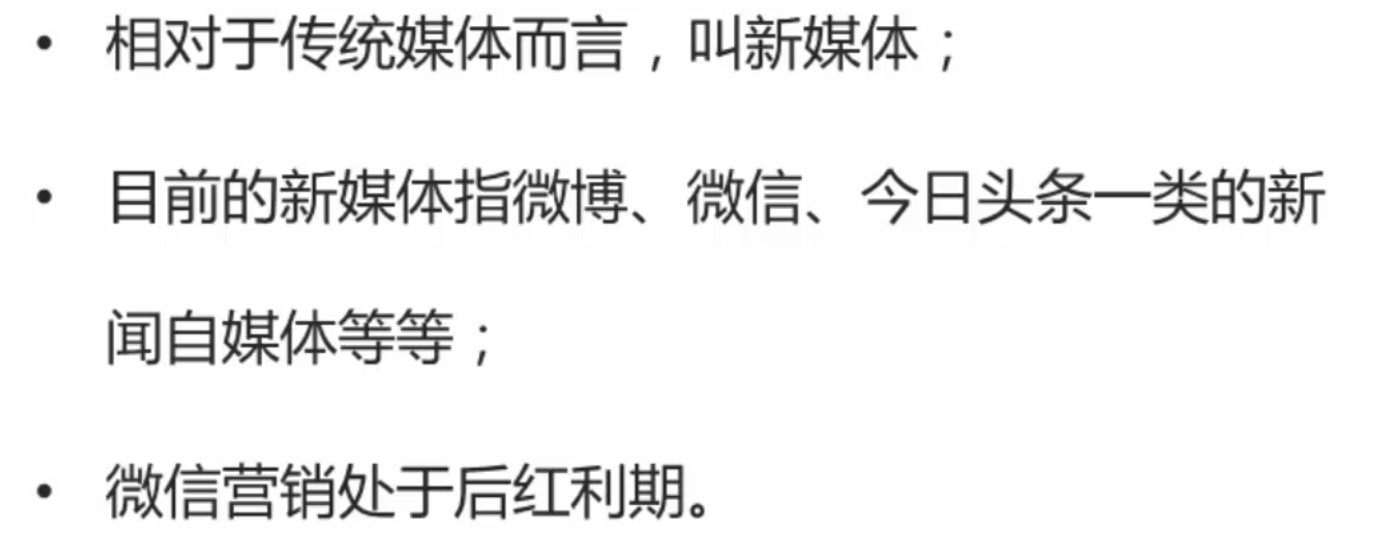 • 相对于传统媒体而言，叫新媒体；
• 目前的新媒体指微博、微信、今日头条一类的新
闻自媒体等等；
• 微信营销处于后红利期。